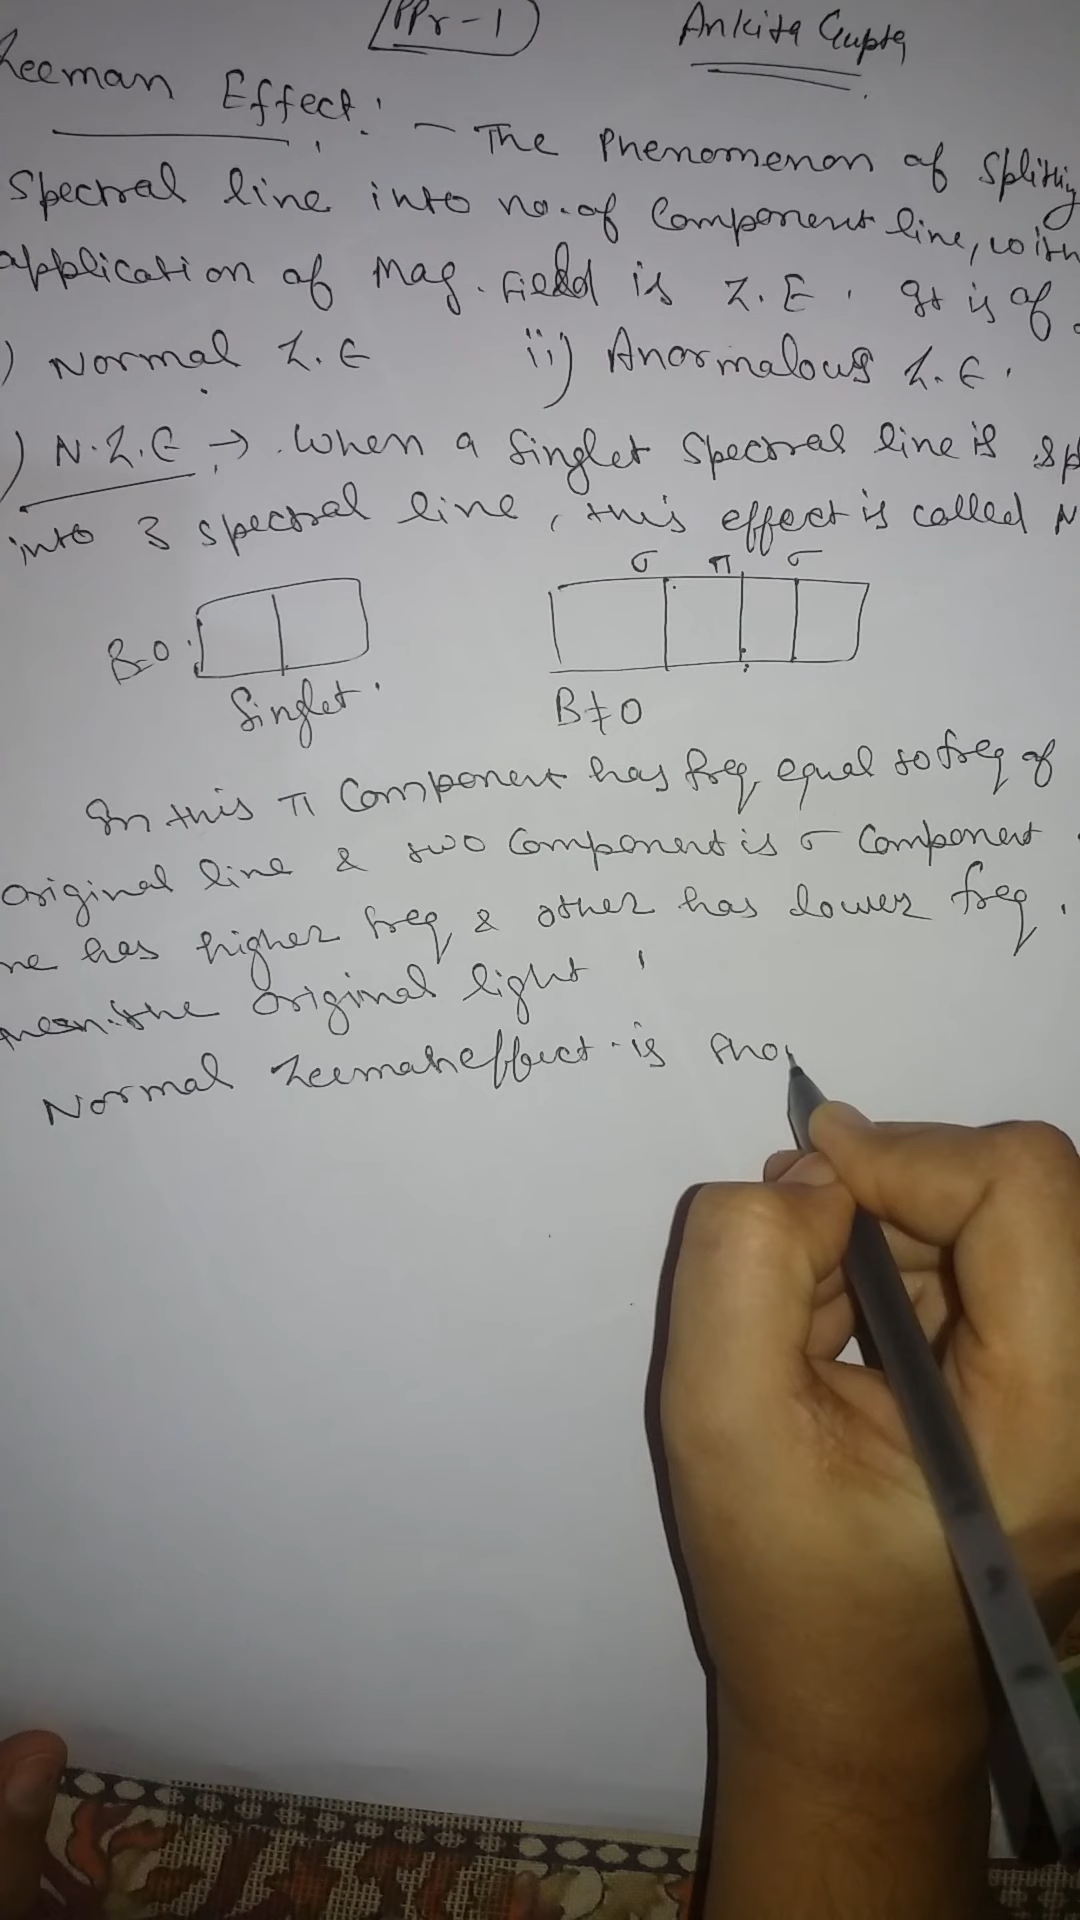 PPr-1
Ankita Gupta
Zeeman Effect: - The Phenomenon of Splitting
Spectral line into no. of Component line, with
application of Mag. Field is Z.E. It is of
) Normal Z.E ii) Anormalous Z.E.
) N.Z.E → When a Singlet Spectral line is sp
into 3 spectral line, this effect is called N
σ π σ
B=0
Singlet.
B≠0
In this π Component has freq equal to freq of
original line & two Component is σ Component
ne has higher freq & other has lower freq.
the original light
Normal Zeeman effect is sho